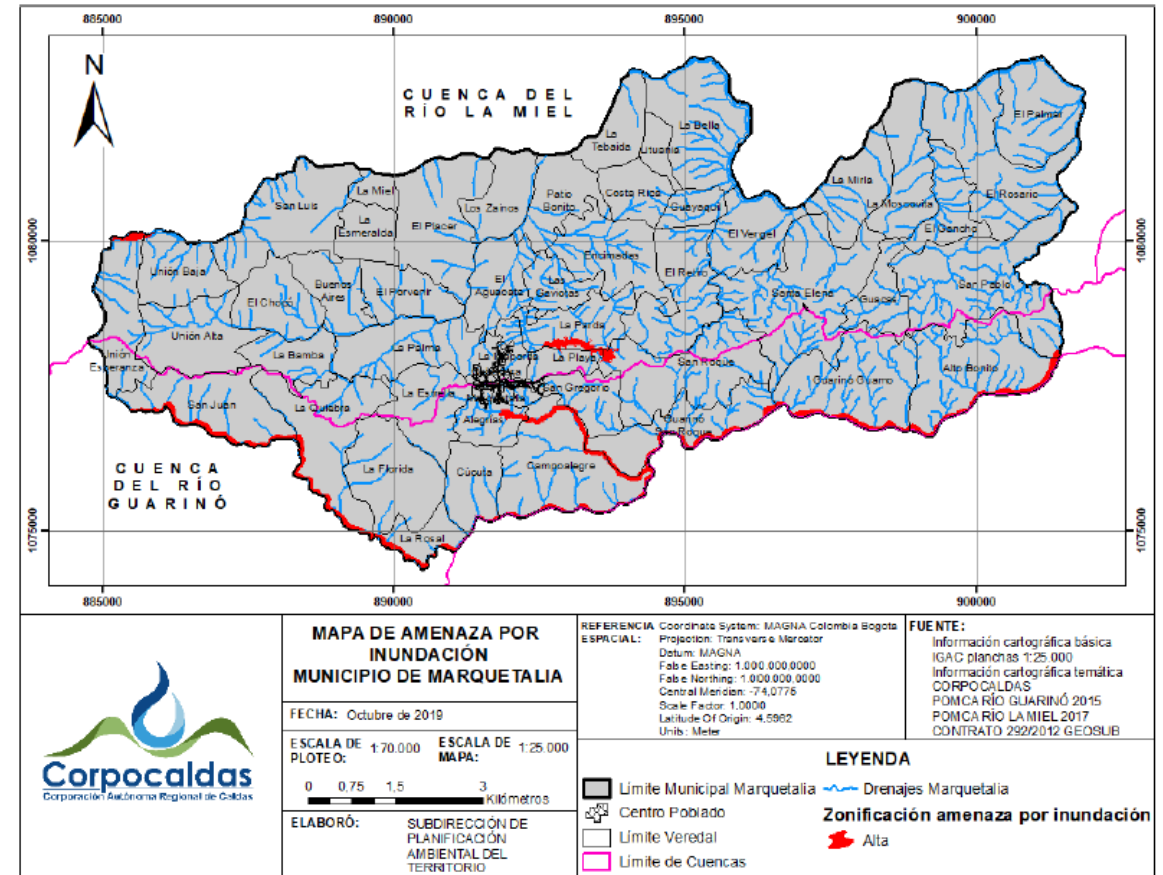 885000 890000 895000 900000
N
CUENCA DEL
RÍO LA MIEL
El Palmar
La Bella
La
Tebaida
Lituania
La Mirla
La Miel
Patio
Bonito
Costa Rica
El Rosario
San Luis
Los Zainos
Guayaquil
La
Esmeralda
El Placer
El Vergel
El Gancho
1080000
1080000
Encimadas
Unión Baja
El Reino
El
Aguacate
Las
Gaviotas
Buenos
Aires
El Porvenir
Santa Elena
San Pablo
El Chocó
La Parda
Unión Alta
La Palma
La Bamba
La Playa
Unión
Esperanza
San Roque
Alto Bonito
La Estrella
San Gregorio
Guarinó Guamo
San Juan
La Quiebra
Alegrías
Guarinó
San Roque
CUENCA
DEL RÍO
GUARINÓ
La Florida
Cúcuta
Campoalegre
La Rosal
1075000
1075000
885000 890000 895000 900000
Corpocaldas
Corporación Autónoma Regional de Caldas
MAPA DE AMENAZA POR
INUNDACIÓN
MUNICIPIO DE MARQUETALIA
FECHA: Octubre de 2019
ESCALA DE PLOTEO: 1:70.000 ESCALA DE MAPA: 1:25.000
0 0,75 1,5 3
Kilómetros
ELABORÓ: SUBDIRECCIÓN DE
PLANIFICACIÓN
AMBIENTAL DEL
TERRITORIO
REFERENCIA ESPACIAL: Coordinate System: MAGNA Colombia Bogota
Projection: Transverse Mercator
Datum: MAGNA
False Easting: 1.000.000,0000
False Northing: 1.000.000,0000
Central Meridian: -74,0775
Scale Factor: 1,0000
Latitude Of Origin: 4,5962
Units: Meter
FUENTE:
Información cartográfica básica
IGAC planchas 1:25.000
Información cartográfica temática
CORPOCALDAS
POMCA RÍO GUARINÓ 2015
POMCA RÍO LA MIEL 2017
CONTRATO 292/2012 GEOSUB
LEYENDA
Límite Municipal Marquetalia
Centro Poblado
Límite Veredal
Límite de Cuencas
Drenajes Marquetalia
Zonificación amenaza por inundación
Alta